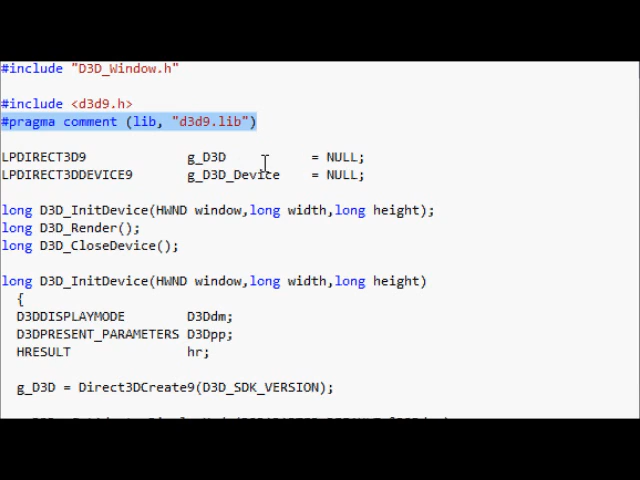 #include "D3D_Window.h"
#include <d3d9.h>
#pragma comment (lib, "d3d9.lib")
LPDIRECT3D9 g_D3D = NULL;
LPDIRECT3DDEVICE9 g_D3D_Device = NULL;
long D3D_InitDevice(HWND window,long width,long height);
long D3D_Render();
long D3D_CloseDevice();
long D3D_InitDevice(HWND window,long width,long height)
{
D3DDISPLAYMODE D3Ddm;
D3DPRESENT_PARAMETERS D3Dpp;
HRESULT hr;
g_D3D = Direct3DCreate9(D3D_SDK_VERSION);